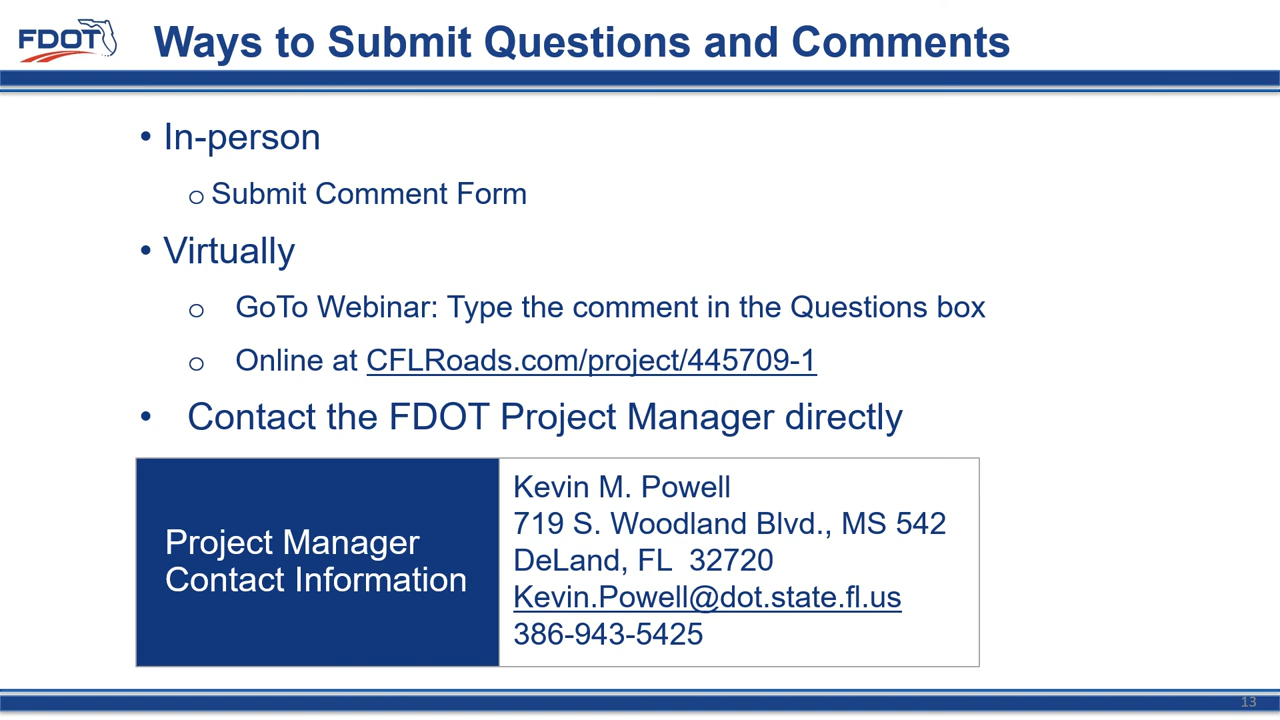 FDOT
Ways to Submit Questions and Comments
• In-person
o Submit Comment Form
• Virtually
o GoTo Webinar: Type the comment in the Questions box
o Online at CFLRoads.com/project/445709-1
• Contact the FDOT Project Manager directly
Project Manager
Contact Information
Kevin M. Powell
719 S. Woodland Blvd., MS 542
DeLand, FL 32720
Kevin.Powell@dot.state.fl.us
386-943-5425
13